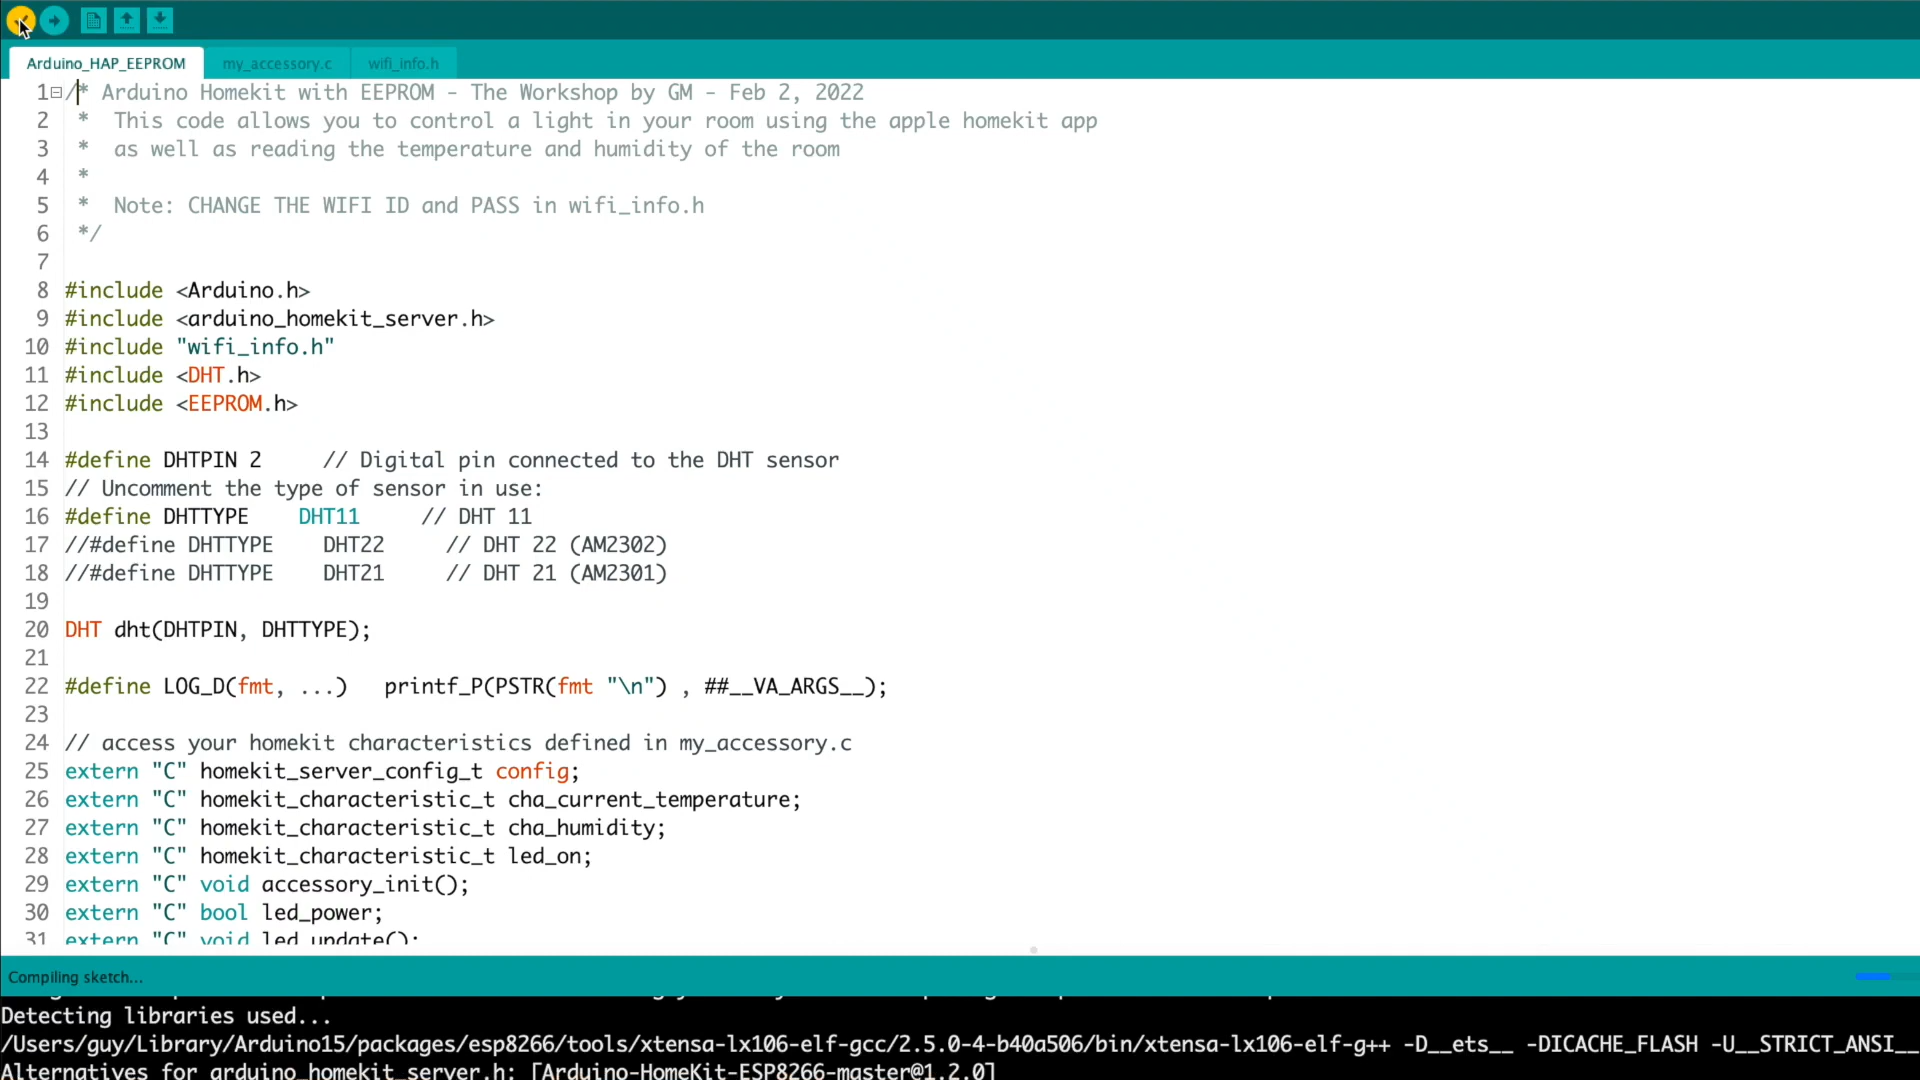 Arduino_HAP_EEPROM my_accessory.c wifi_info.h
1 /* Arduino Homekit with EEPROM - The Workshop by GM - Feb 2, 2022
2 * This code allows you to control a light in your room using the apple homekit app
3 * as well as reading the temperature and humidity of the room
4 *
5 * Note: CHANGE THE WIFI ID and PASS in wifi_info.h
6 */
7
8 #include <Arduino.h>
9 #include <arduino_homekit_server.h>
10 #include "wifi_info.h"
11 #include <DHT.h>
12 #include <EEPROM.h>
13
14 #define DHTPIN 2 // Digital pin connected to the DHT sensor
15 // Uncomment the type of sensor in use:
16 #define DHTTYPE DHT11 // DHT 11
17 //#define DHTTYPE DHT22 // DHT 22 (AM2302)
18 //#define DHTTYPE DHT21 // DHT 21 (AM2301)
19
20 DHT dht(DHTPIN, DHTTYPE);
21
22 #define LOG_D(fmt, ...) printf_P(PSTR(fmt "\n") , ##__VA_ARGS__);
23
24 // access your homekit characteristics defined in my_accessory.c
25 extern "C" homekit_server_config_t config;
26 extern "C" homekit_characteristic_t cha_current_temperature;
27 extern "C" homekit_characteristic_t cha_humidity;
28 extern "C" homekit_characteristic_t led_on;
29 extern "C" void accessory_init();
30 extern "C" bool led_power;
31 extern "C" void led_update();
Compiling sketch...
Detecting libraries used...
/Users/guy/Library/Arduino15/packages/esp8266/tools/xtensa-lx106-elf-gcc/2.5.0-4-b40a506/bin/xtensa-lx106-elf-g++ -D__ets__ -DICACHE_FLASH -U__STRICT_ANSI__
Alternatives for arduino_homekit_server.h: [Arduino-HomeKit-ESP8266-master@1.2.0]